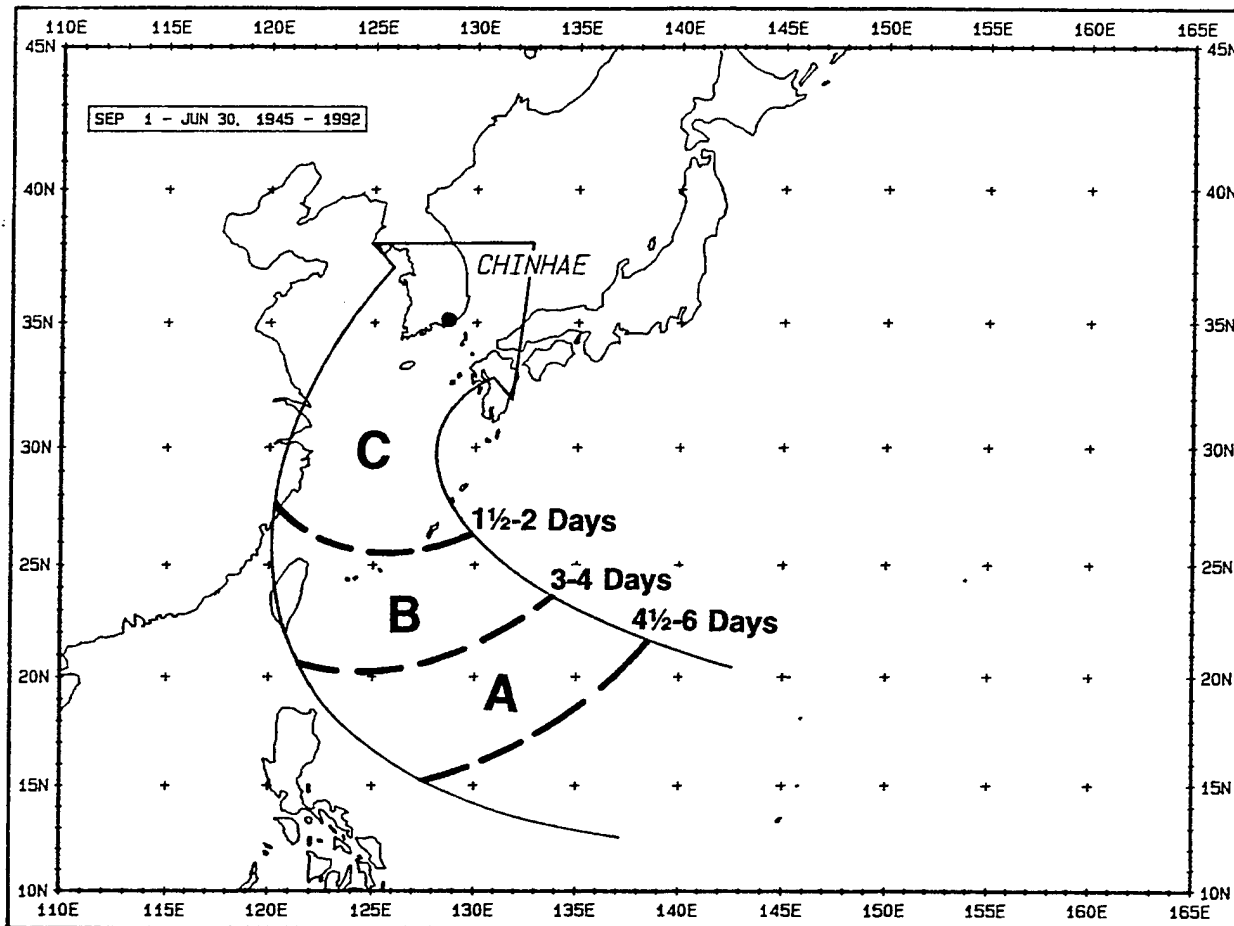 110E 115E 120E 125E 130E 135E 140E 145E 150E 155E 160E 165E
45N 45N
SEP 1 - JUN 30, 1945 - 1992
40N 40N
CHINHAE
35N 35N
C
30N 30N
1½-2 Days
25N 25N
3-4 Days
B
4½-6 Days
20N 20N
A
15N 15N
10N 10N
110E 115E 120E 125E 130E 135E 140E 145E 150E 155E 160E 165E